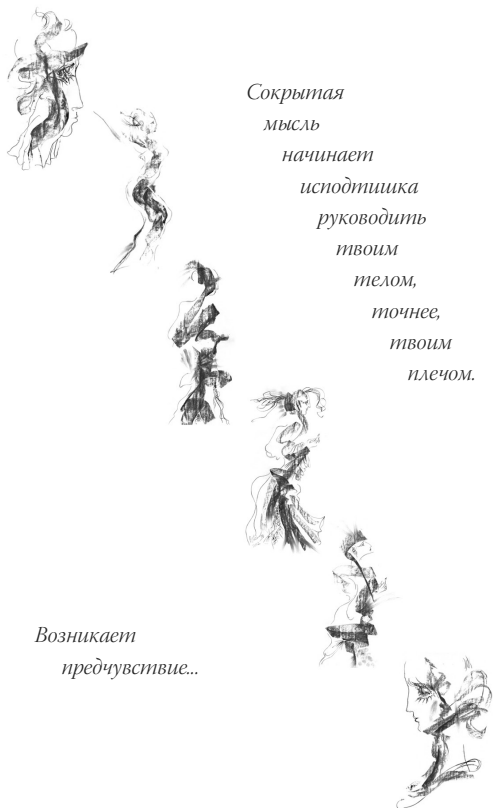 Сокрытая
мысль
начинает
исподтишка
руководить
твоим
телом,
точнее,
твоим
плечом.
Возникает
предчувствие...